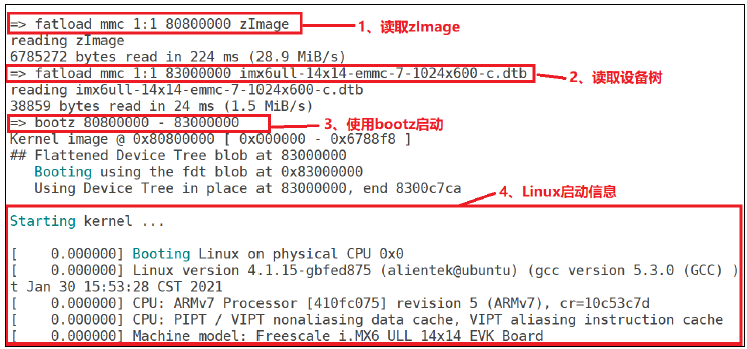 => fatload mmc 1:1 80800000 zImage
1、读取zImage
reading zImage
6785272 bytes read in 224 ms (28.9 MiB/s)
=> fatload mmc 1:1 83000000 imx6ull-14x14-emmc-7-1024x600-c.dtb
2、读取设备树
reading imx6ull-14x14-emmc-7-1024x600-c.dtb
38859 bytes read in 24 ms (1.5 MiB/s)
=> bootz 80800000 - 83000000
3、使用bootz启动
Kernel image @ 0x80800000 [ 0x000000 - 0x6788f8 ]
## Flattened Device Tree blob at 83000000
Booting using the fdt blob at 0x83000000
Using Device Tree in place at 83000000, end 8300c7ca
4、Linux启动信息
Starting kernel ...
[    0.000000] Booting Linux on physical CPU 0x0
[    0.000000] Linux version 4.1.15-gbfed875 (alientek@ubuntu) (gcc version 5.3.0 (GCC) )
t Jan 30 15:53:28 CST 2021
[    0.000000] CPU: ARMv7 Processor [410fc075] revision 5 (ARMv7), cr=10c53c7d
[    0.000000] CPU: PIPT / VIPT nonaliasing data cache, VIPT aliasing instruction cache
[    0.000000] Machine model: Freescale i.MX6 ULL 14x14 EVK Board